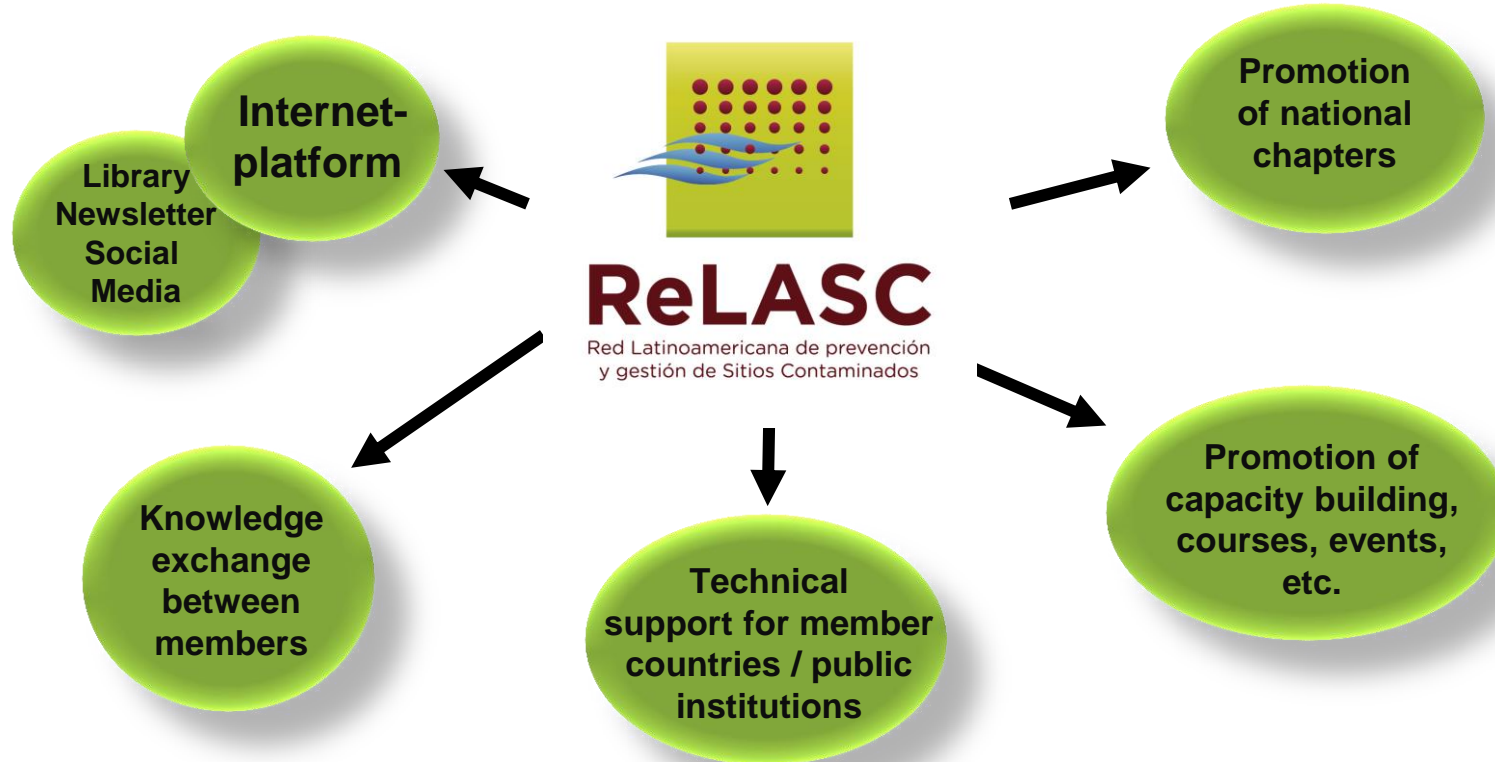 Internet-
platform
Library
Newsletter
Social
Media
ReLASC
Red Latinoamericana de prevención
y gestión de Sitios Contaminados
Promotion
of national
chapters
Knowledge
exchange
between
members
Technical
support for member
countries / public
institutions
Promotion of
capacity building,
courses, events,
etc.